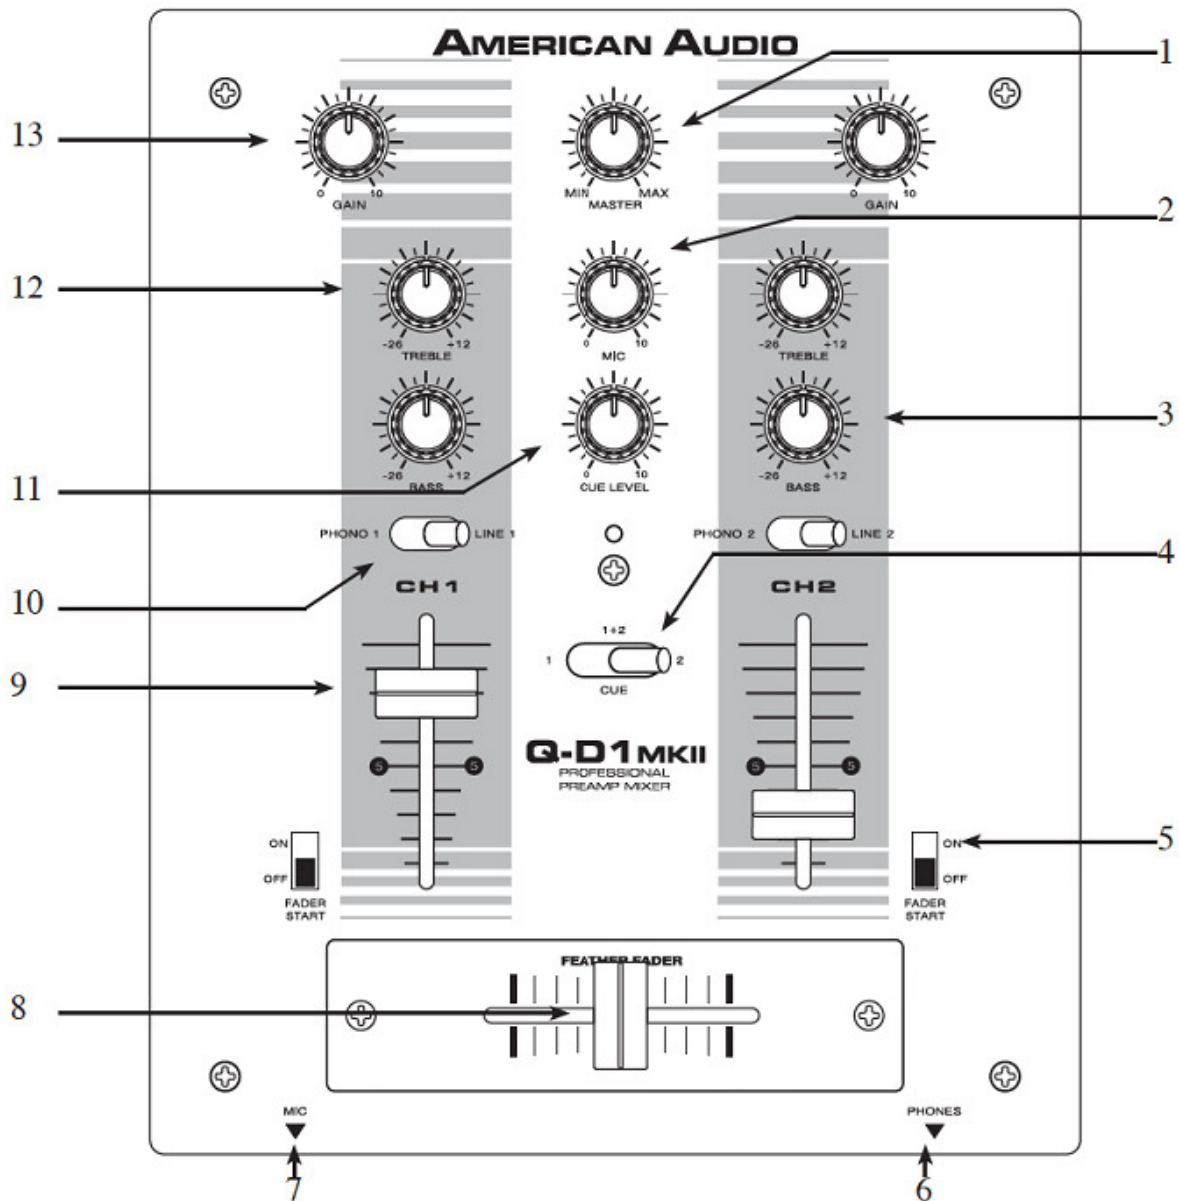 AMERICAN AUDIO
1
13
0 10
GAIN
MIN MAX
MASTER
0 10
GAIN
2
12
-26 +12
TREBLE
0 10
MIC
-26 +12
TREBLE
3
11
-26 +12
BASS
0 10
CUE LEVEL
-26 +12
BASS
PHONO 1 LINE 1
PHONO 2 LINE 2
4
10
CH1
CH2
1+2
1 2
CUE
9
Q-D1 MKII
PROFESSIONAL
PREAMP MIXER
5 5
5 5
ON
OFF
FADER
START
ON
OFF
FADER
START
5
FEATHER FADER
8
MIC
PHONES
7
6